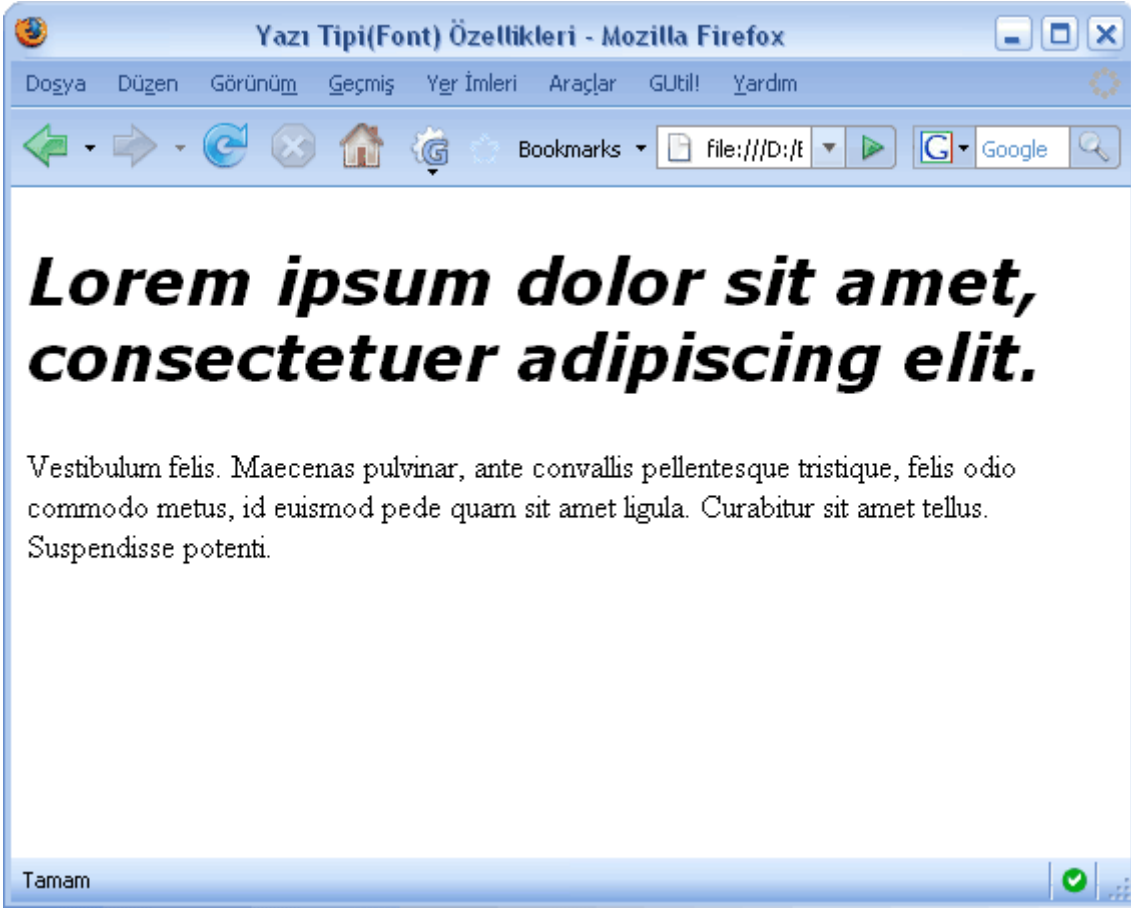 Yazı Tipi(Font) Özellikleri - Mozilla Firefox
Dosya Düzen Görünüm Geçmiş Yer İmleri Araçlar GUtil! Yardım
G Bookmarks file:///D:/E G Google
Lorem ipsum dolor sit amet,
consectetuer adipiscing elit.
Vestibulum felis. Maecenas pulvinar, ante convallis pellentesque tristique, felis odio
commodo metus, id euismod pede quam sit amet ligula. Curabitur sit amet tellus.
Suspendisse potenti.
Tamam